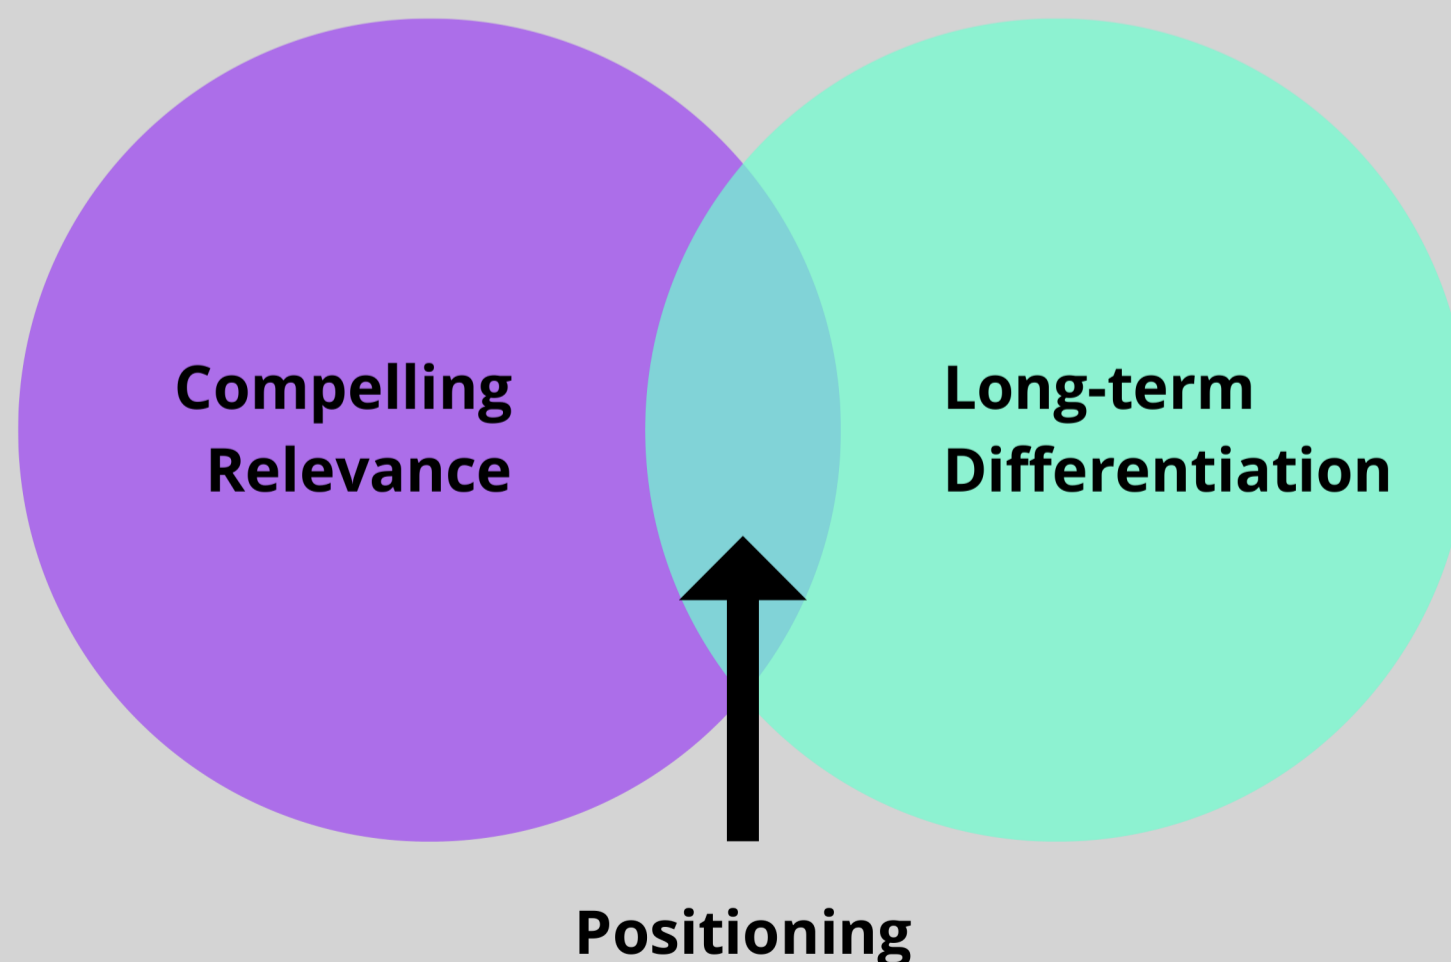 Compelling
Relevance
Long-term
Differentiation
Positioning